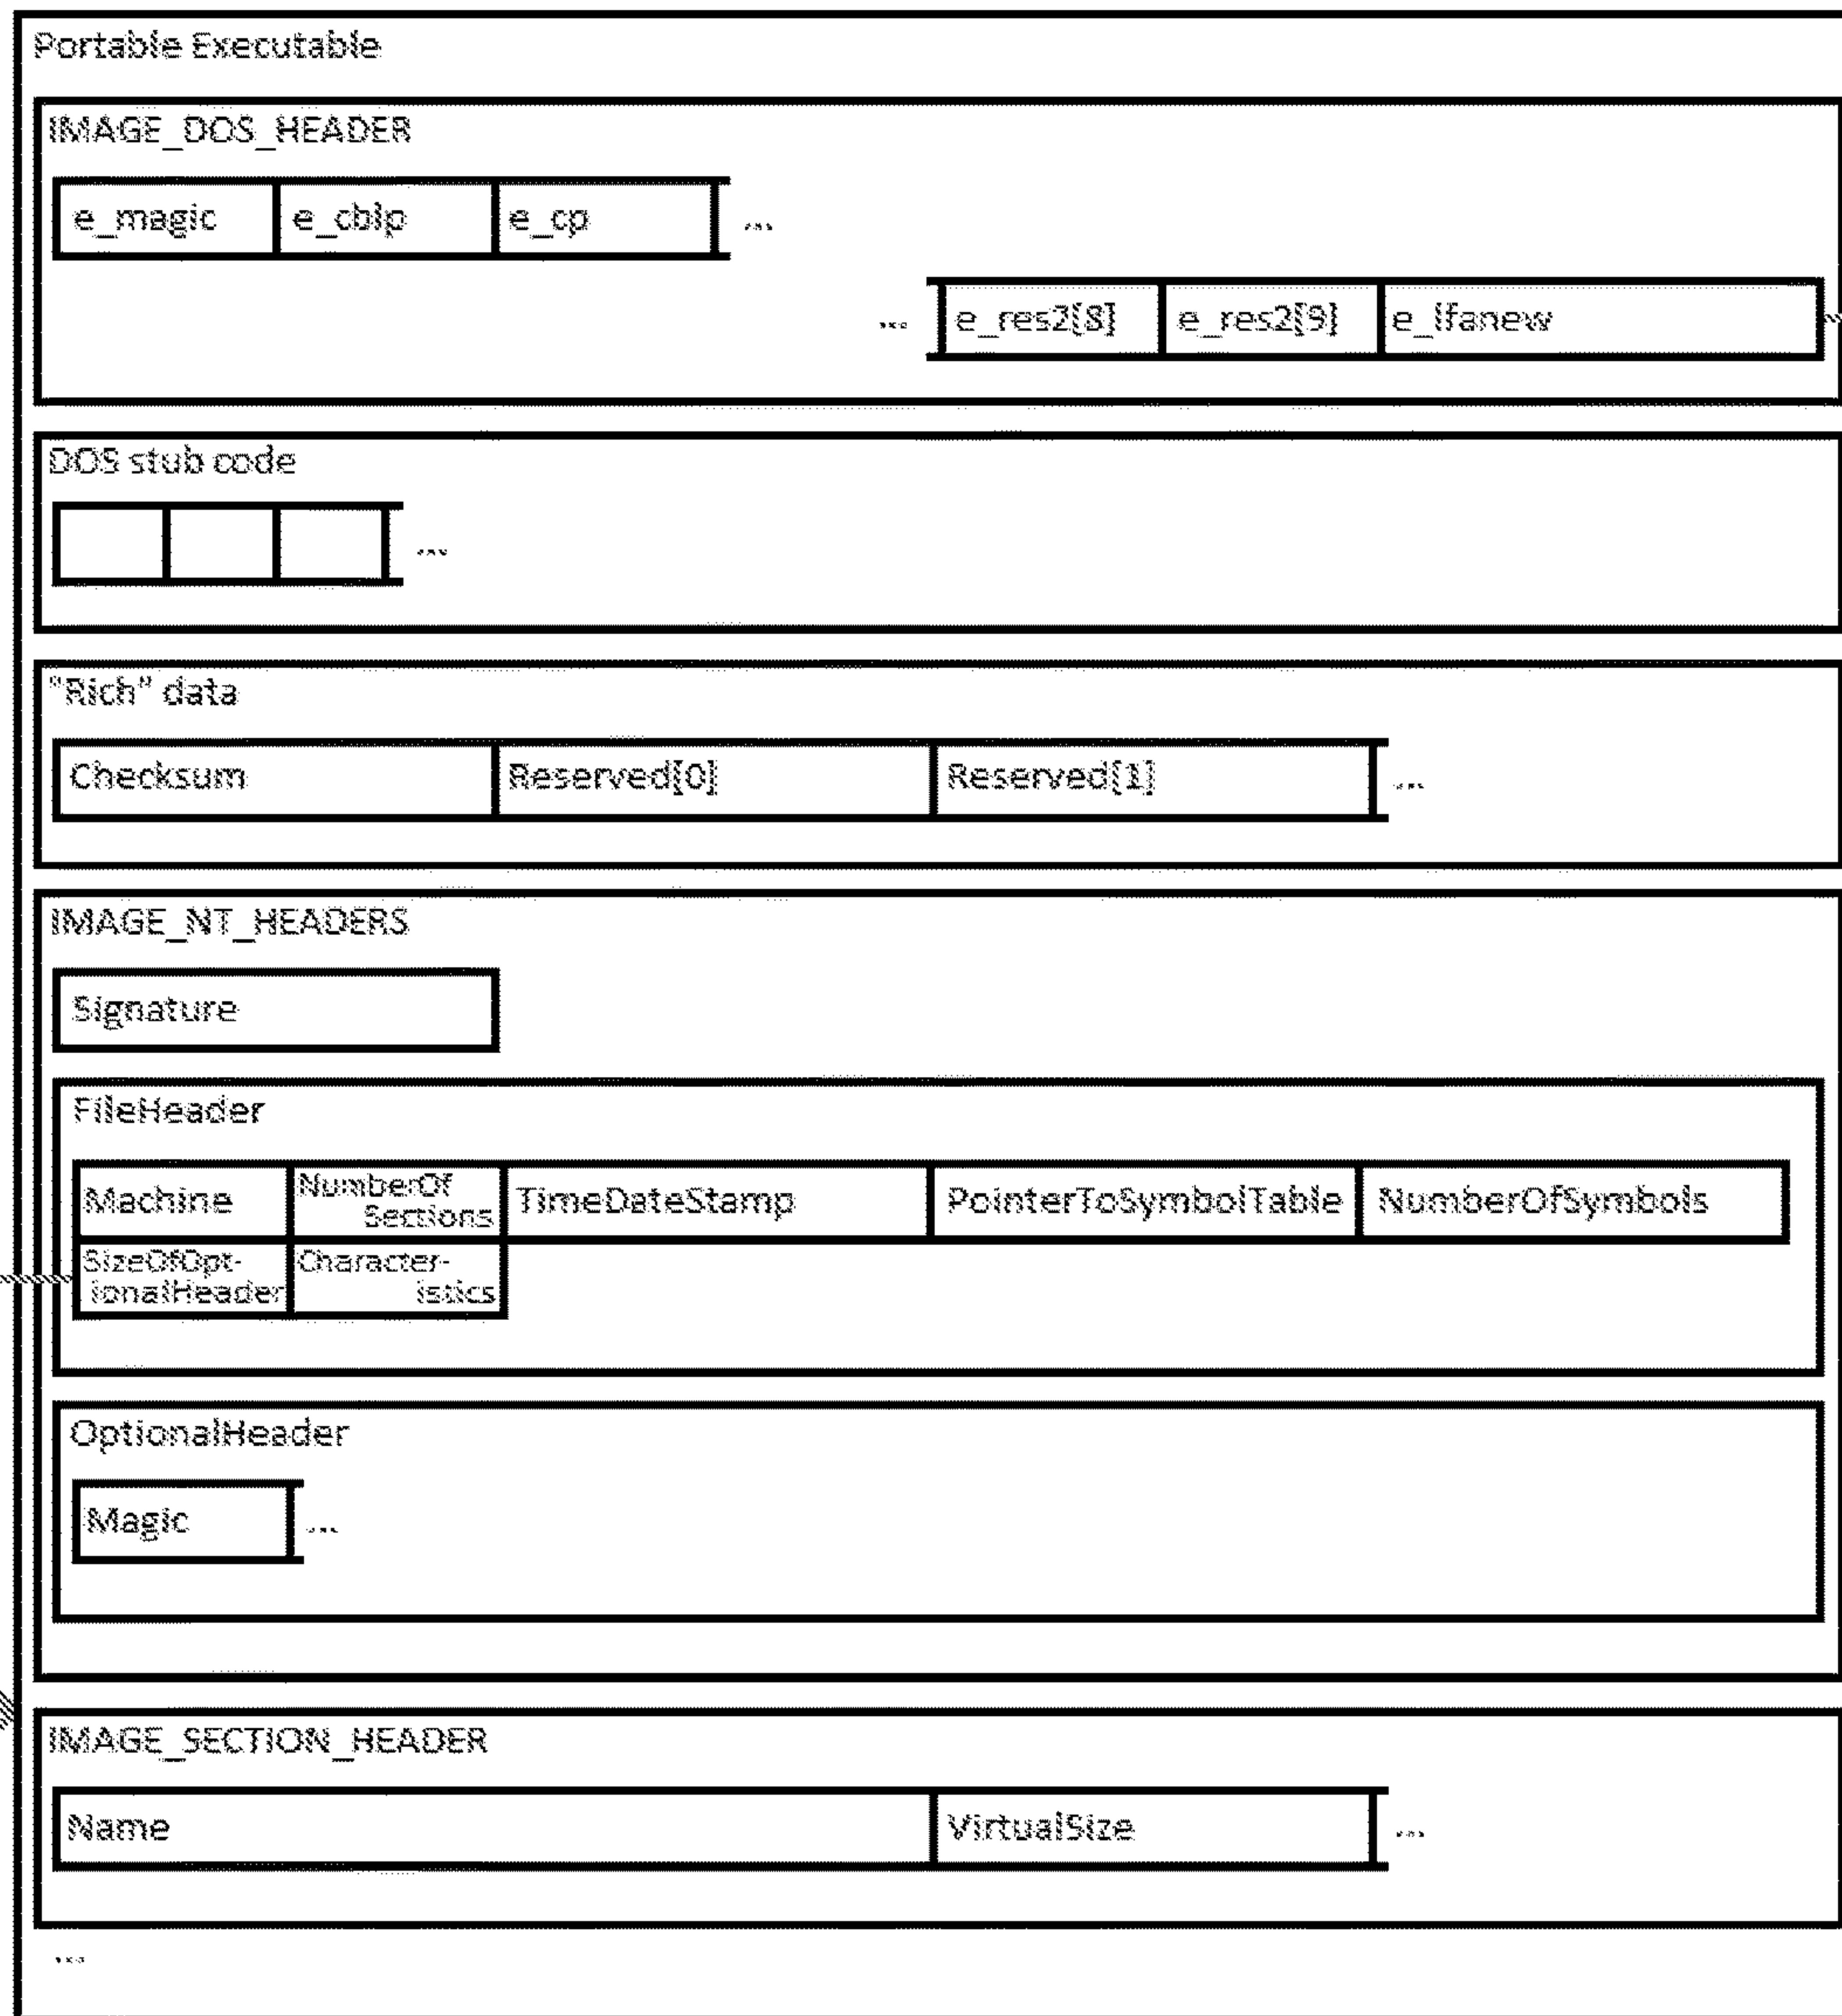 Portable Executable
IMAGE_DOS_HEADER
e_magic e_cblp e_cp ...
... e_res2[8] e_res2[9] e_lfanew
DOS stub code
...
"Rich" data
Checksum Reserved[0] Reserved[1] ...
IMAGE_NT_HEADERS
Signature
FileHeader
Machine NumberOf
Sections TimeDateStamp PointerToSymbolTable NumberOfSymbols
SizeOfOpt- Character-
ionalHeader istics
OptionalHeader
Magic ...
IMAGE_SECTION_HEADER
Name VirtualSize ...
...